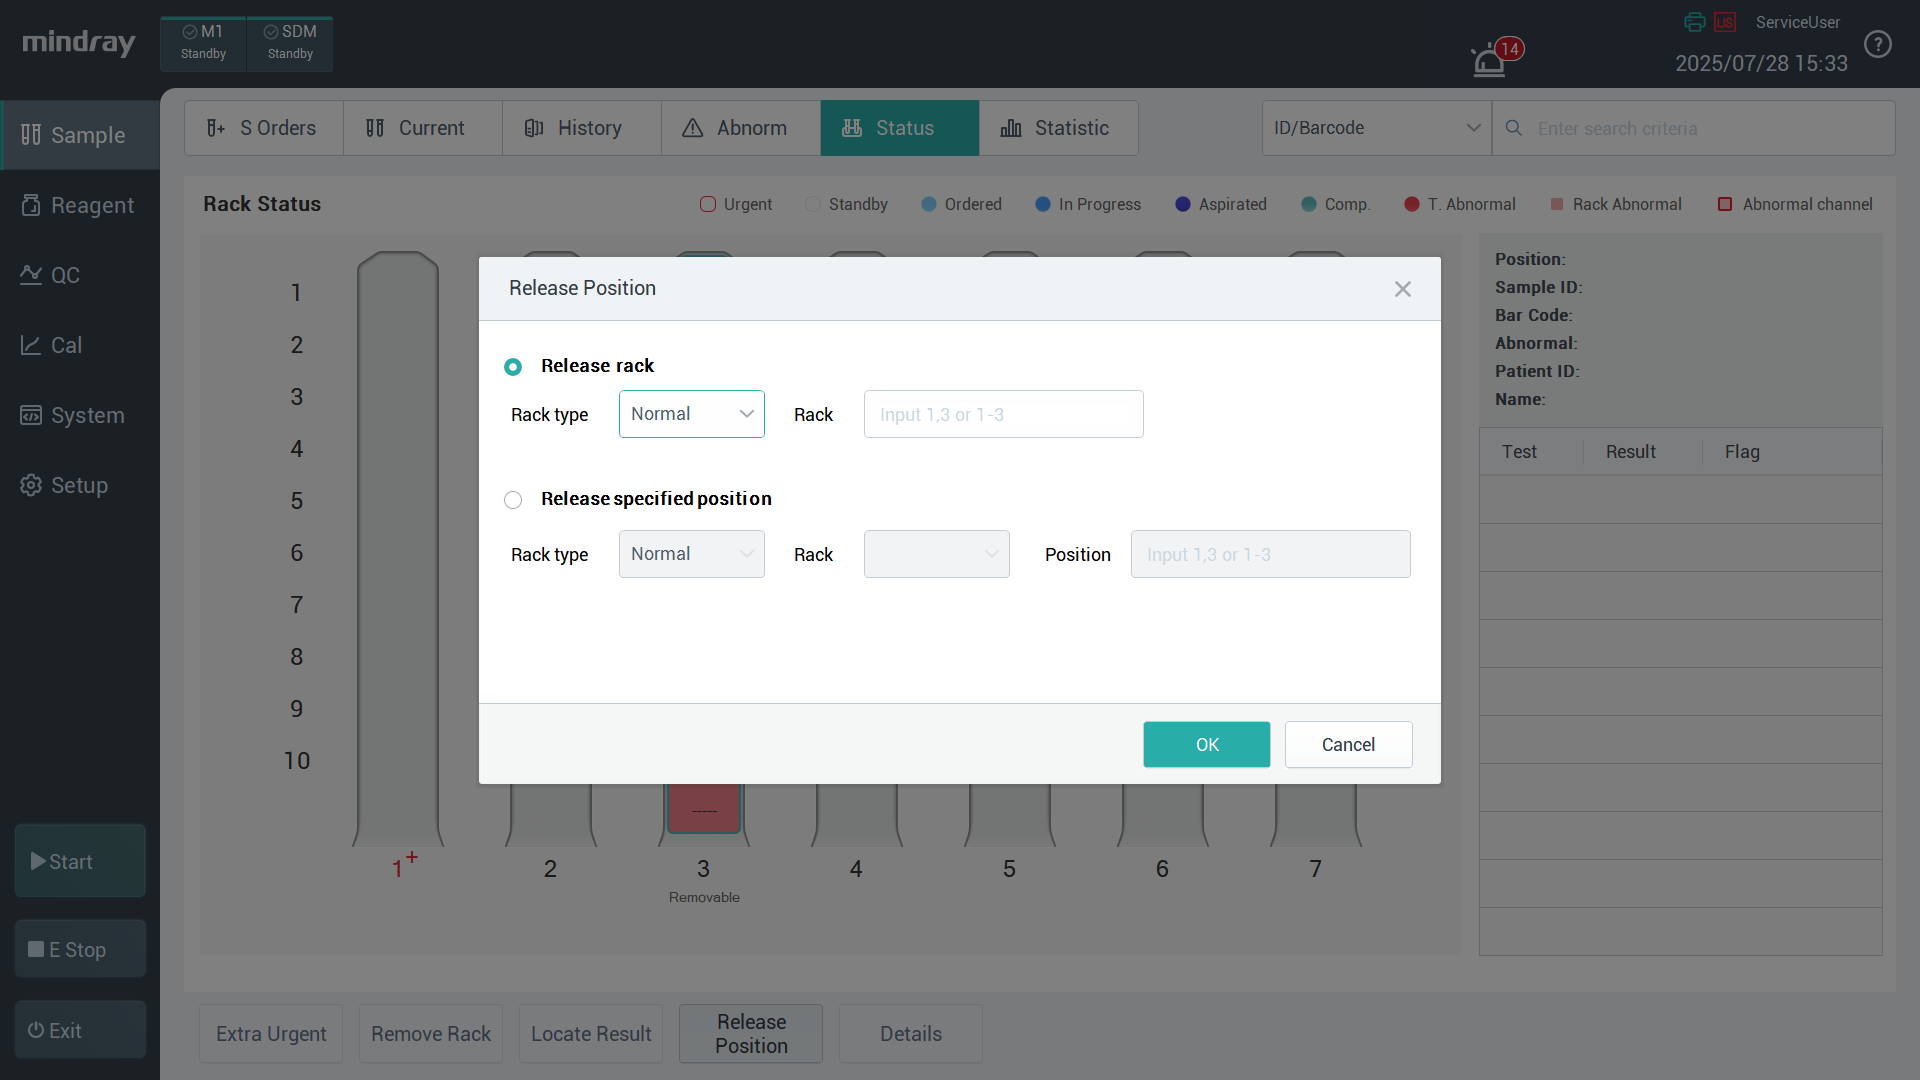 mindray
M1
Standby
SDM
Standby
14
LIS
ServiceUser
2025/07/28 15:33
?
Sample
Reagent
QC
Cal
System
Setup
Start
E Stop
Exit
S Orders
Current
History
Abnorm
Status
Statistic
ID/Barcode
Enter search criteria
Rack Status
Urgent
Standby
Ordered
In Progress
Aspirated
Comp.
T. Abnormal
Rack Abnormal
Abnormal channel
1
2
3
4
5
6
7
8
9
10
Release Position
Release rack
Rack type
Normal
Rack
Input 1,3 or 1-3
Release specified position
Rack type
Normal
Rack
Position
Input 1,3 or 1-3
OK
Cancel
-----
1+
2
3
4
5
6
7
Removable
Position:
Sample ID:
Bar Code:
Abnormal:
Patient ID:
Name:
Test
Result
Flag
Extra Urgent
Remove Rack
Locate Result
Release
Position
Details